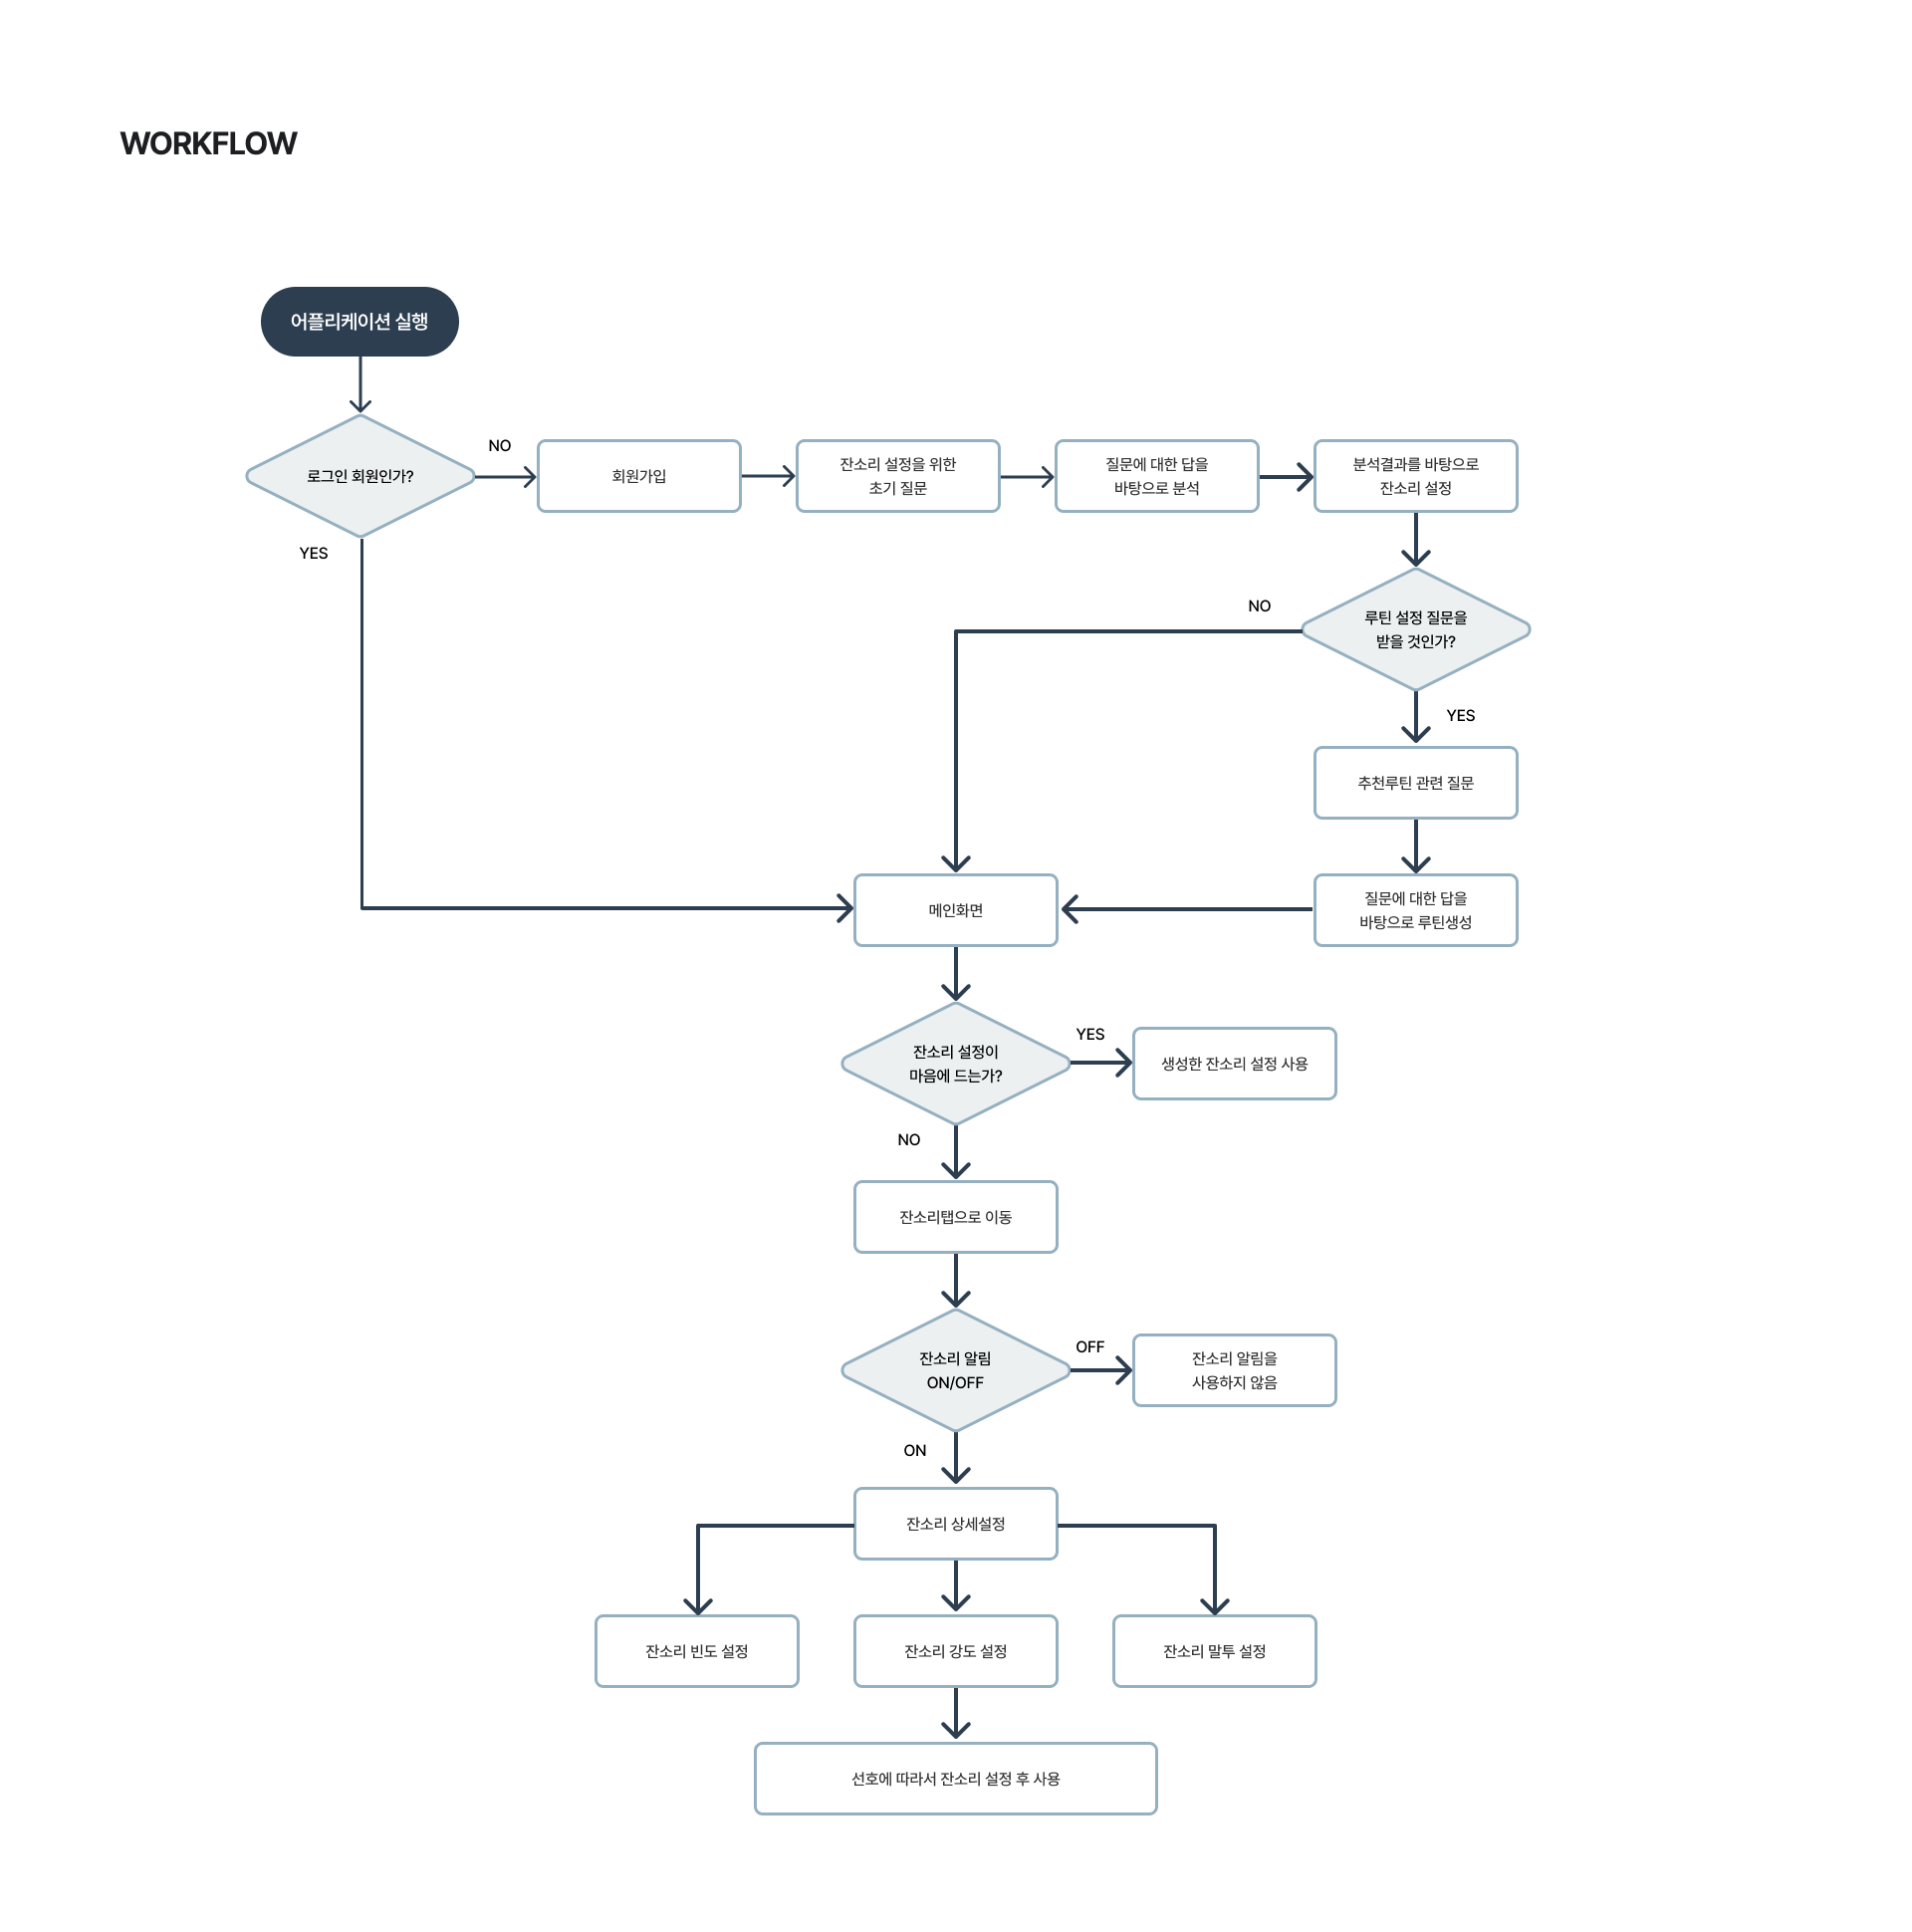 WORKFLOW
어플리케이션 실행
로그인 회원인가?
NO
회원가입
잔소리 설정을 위한
초기 질문
질문에 대한 답을
바탕으로 분석
분석결과를 바탕으로
잔소리 설정
YES
루틴 설정 질문을
받을 것인가?
NO
YES
추천루틴 관련 질문
질문에 대한 답을
바탕으로 루틴생성
메인화면
잔소리 설정이
마음에 드는가?
YES
생성한 잔소리 설정 사용
NO
잔소리탭으로 이동
잔소리 알림
ON/OFF
OFF
잔소리 알림을
사용하지 않음
ON
잔소리 상세설정
잔소리 빈도 설정
잔소리 강도 설정
잔소리 말투 설정
선호에 따라서 잔소리 설정 후 사용